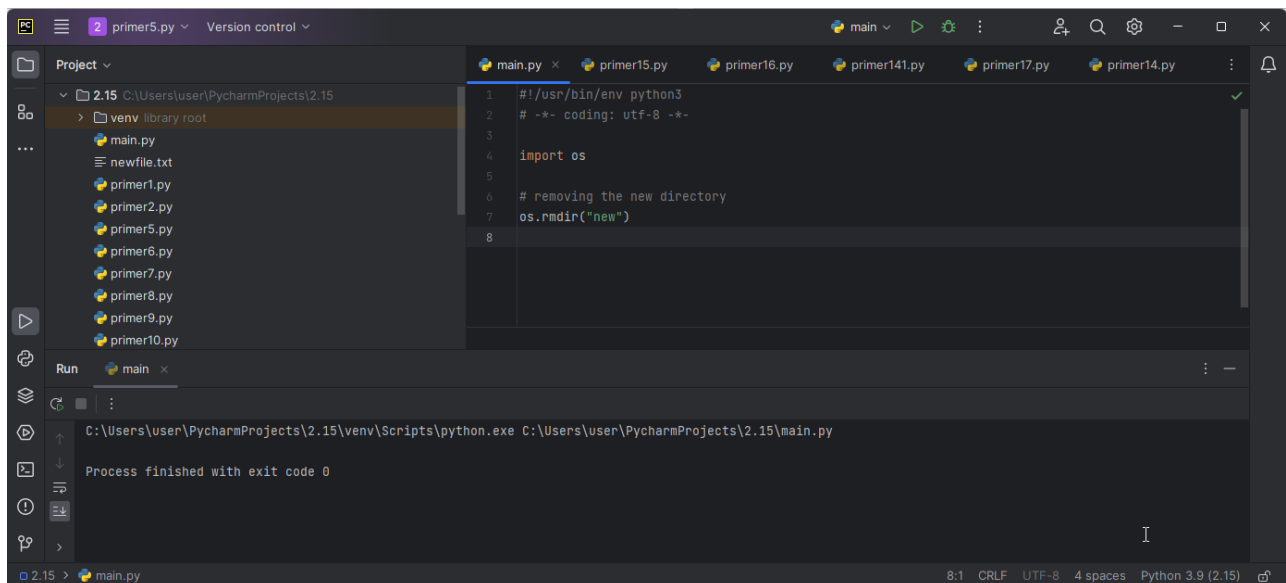 PC 2 primer5.py Version control main
Project
main.py primer15.py primer16.py primer141.py primer17.py primer14.py
2.15 C:\Users\user\PycharmProjects\2.15
venv library root
main.py
newfile.txt
primer1.py
primer2.py
primer5.py
primer6.py
primer7.py
primer8.py
primer9.py
primer10.py
1 #!/usr/bin/env python3
2 # -*- coding: utf-8 -*-
3
4 import os
5
6 # removing the new directory
7 os.rmdir("new")
8
Run main
C:\Users\user\PycharmProjects\2.15\venv\Scripts\python.exe C:\Users\user\PycharmProjects\2.15\main.py
Process finished with exit code 0
2.15 > main.py 8:1 CRLF UTF-8 4 spaces Python 3.9 (2.15)